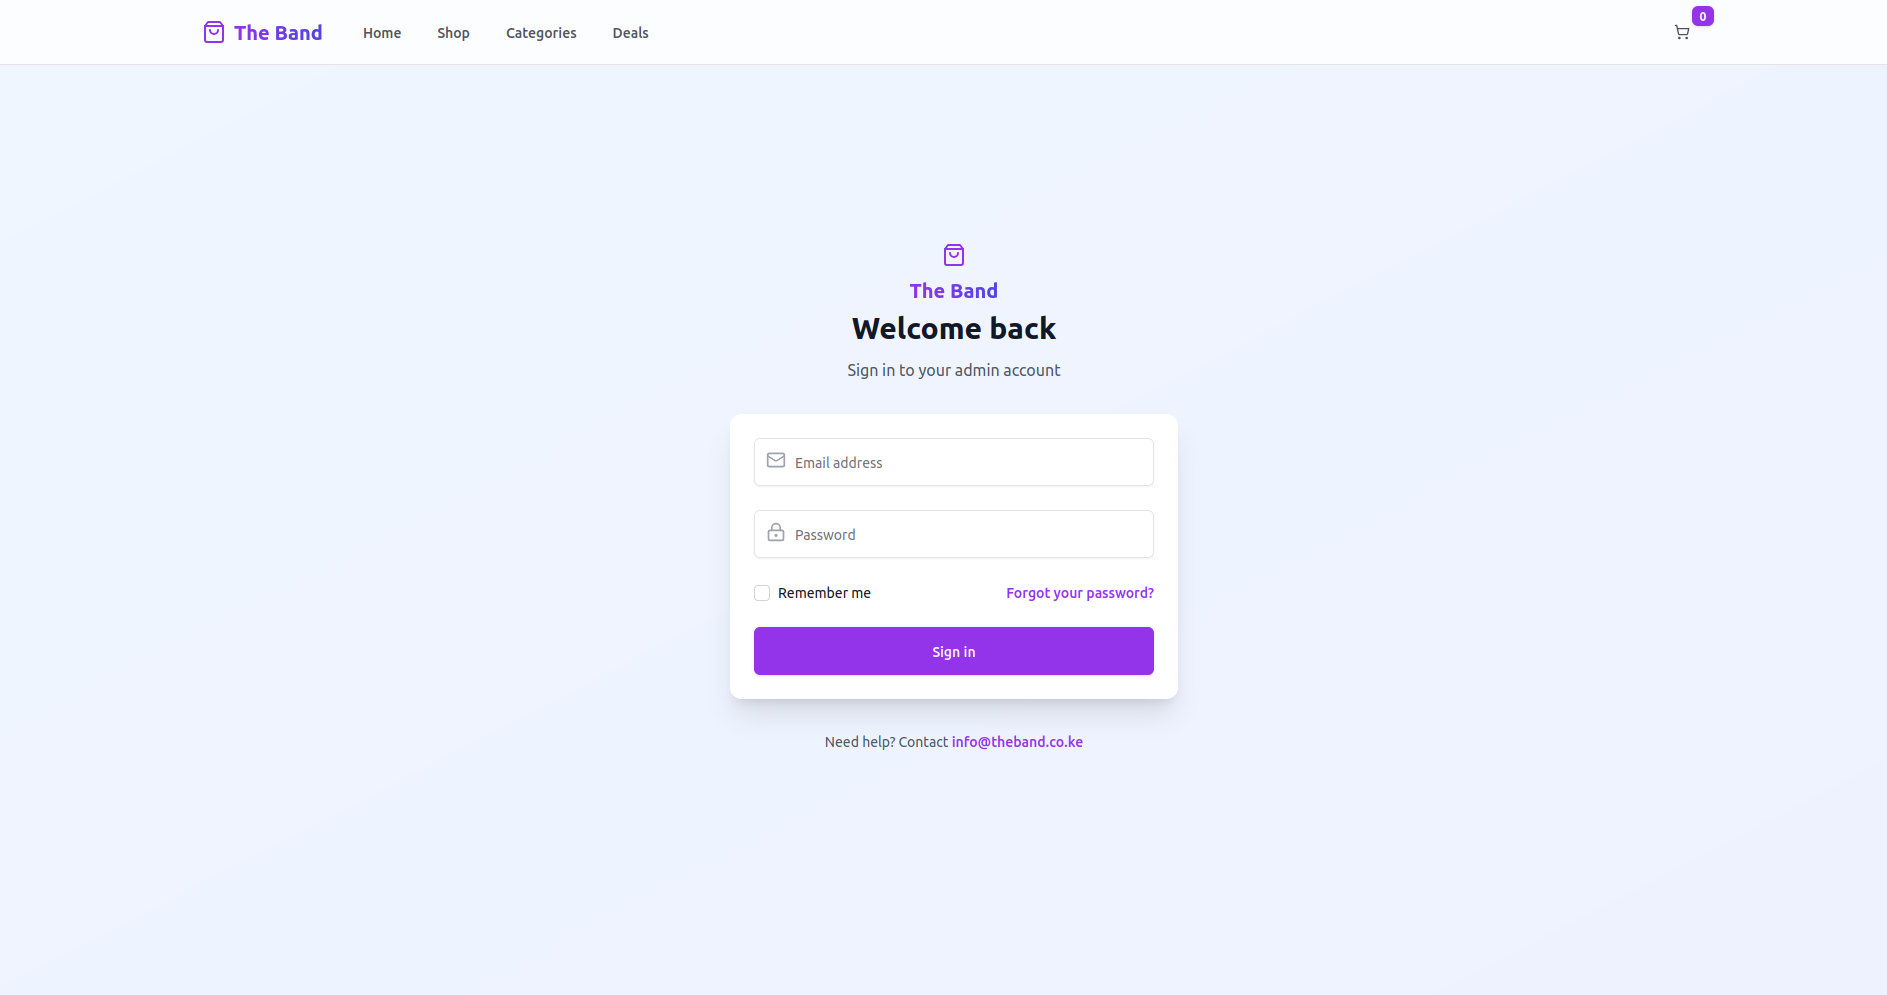 The Band Home Shop Categories Deals 0
The Band
Welcome back
Sign in to your admin account
Email address
Password
Remember me Forgot your password?
Sign in
Need help? Contact info@theband.co.ke